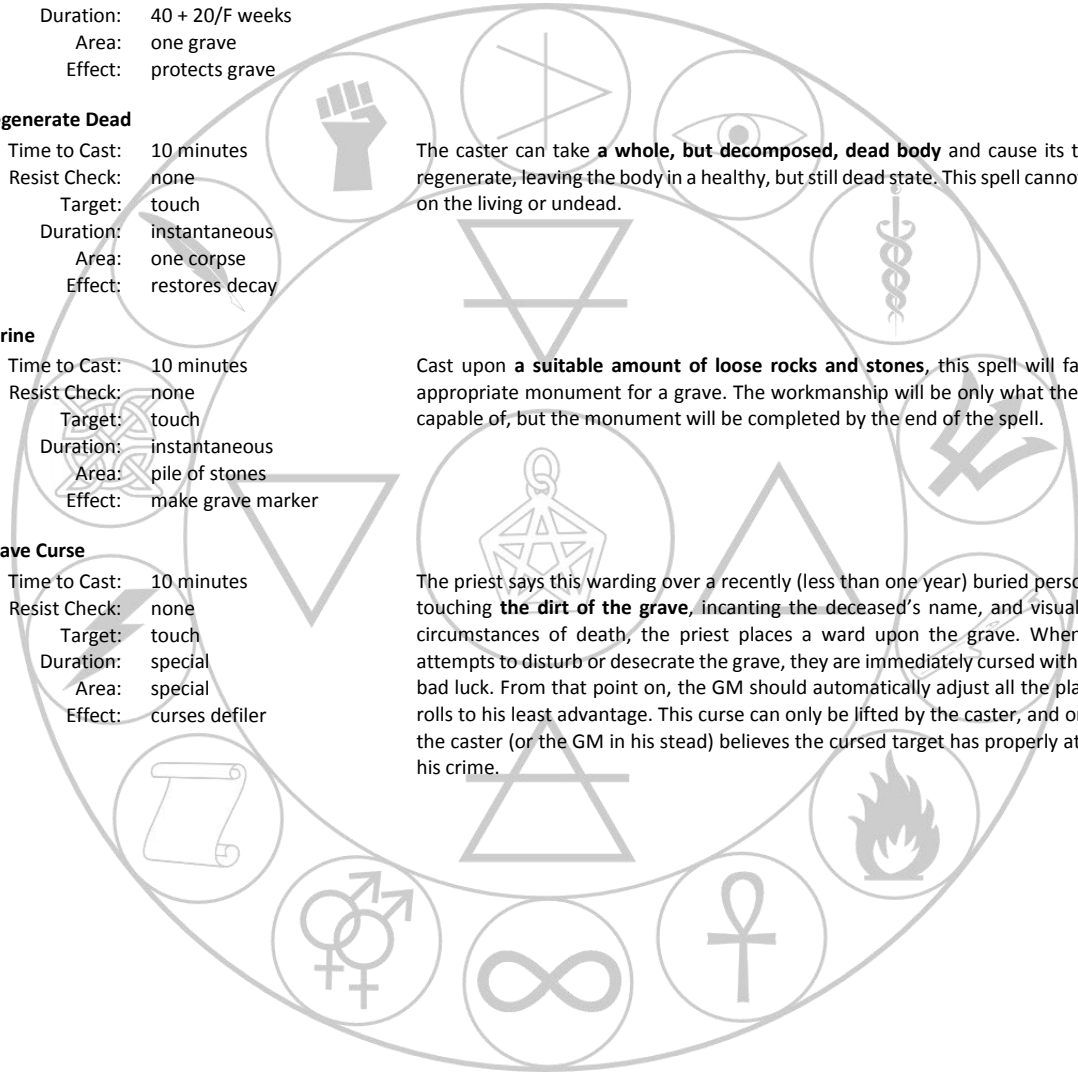 Duration: 40 + 20/F weeks
Area: one grave
Effect: protects grave
egenerate Dead
Time to Cast: 10 minutes
Resist Check: none
Target: touch
Duration: instantaneous
Area: one corpse
Effect: restores decay
The caster can take a whole, but decomposed, dead body and cause its t
regenerate, leaving the body in a healthy, but still dead state. This spell canno
on the living or undead.
rine
Time to Cast: 10 minutes
Resist Check: none
Target: touch
Duration: instantaneous
Area: pile of stones
Effect: make grave marker
Cast upon a suitable amount of loose rocks and stones, this spell will fa
appropriate monument for a grave. The workmanship will be only what the
capable of, but the monument will be completed by the end of the spell.
ave Curse
Time to Cast: 10 minutes
Resist Check: none
Target: touch
Duration: special
Area: special
Effect: curses defiler
The priest says this warding over a recently (less than one year) buried perso
touching the dirt of the grave, incanting the deceased’s name, and visual
circumstances of death, the priest places a ward upon the grave. When
attempts to disturb or desecrate the grave, they are immediately cursed with
bad luck. From that point on, the GM should automatically adjust all the pla
rolls to his least advantage. This curse can only be lifted by the caster, and or
the caster (or the GM in his stead) believes the cursed target has properly at
his crime.